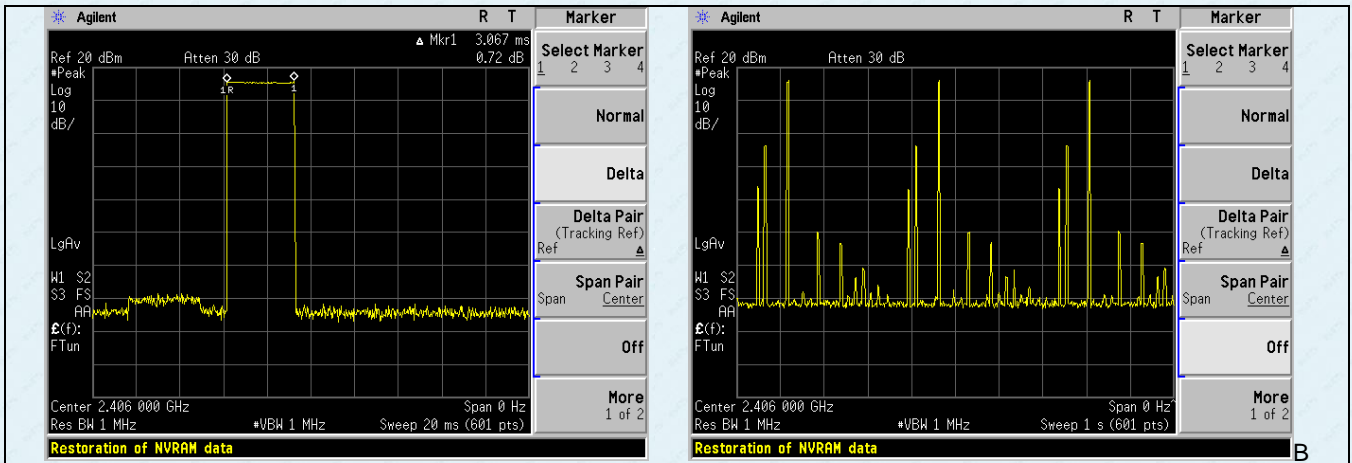 Agilent R T Marker
Δ Mkr1 3.067 ms
Ref 20 dBm Atten 30 dB 0.72 dB
#Peak
Log
10
dB/
1R 1
LgAv
W1 S2
S3 FS
AA
£(f):
FTun
Center 2.406 000 GHz Span 0 Hz
Res BW 1 MHz #VBW 1 MHz Sweep 20 ms (601 pts)
Restoration of NVRAM data
Select Marker
1 2 3 4
Normal
Delta
Delta Pair
(Tracking Ref)
Ref Δ
Span Pair
Span Center
Off
More
1 of 2
Agilent R T Marker
Ref 20 dBm Atten 30 dB
#Peak
Log
10
dB/
LgAv
W1 S2
S3 FS
AA
£(f):
FTun
Center 2.406 000 GHz Span 0 Hz^
Res BW 1 MHz #VBW 1 MHz Sweep 1 s (601 pts)
Restoration of NVRAM data
Select Marker
1 2 3 4
Normal
Delta
Delta Pair
(Tracking Ref)
Ref Δ
Span Pair
Span Center
Off
More
1 of 2
B